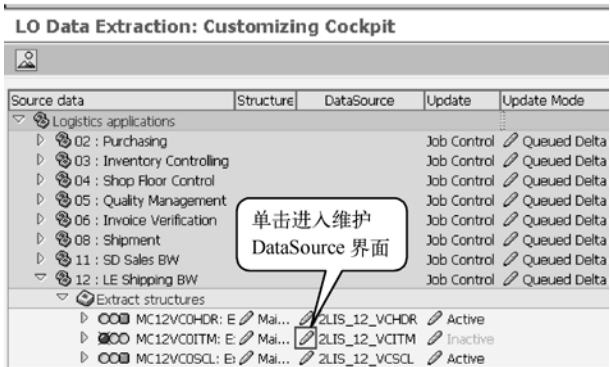 LO Data Extraction: Customizing Cockpit
Source data Structure DataSource Update Update Mode
Logistics applications
02 : Purchasing Job Control Queued Delta
03 : Inventory Controlling Job Control Queued Delta
04 : Shop Floor Control Job Control Queued Delta
05 : Quality Management Job Control Queued Delta
06 : Invoice Verification Job Control Queued Delta
08 : Shipment Job Control Queued Delta
11 : SD Sales BW Job Control Queued Delta
12 : LE Shipping BW Job Control Queued Delta
单击进入维护
DataSource 界面
Extract structures
MC12VC0HDR: E Mai... 2LIS_12_VCHDR Active
MC12VC0ITM: E: Mai... 2LIS_12_VCITM Inactive
MC12VC0SCL: E: Mai... 2LIS_12_VCSCL Active